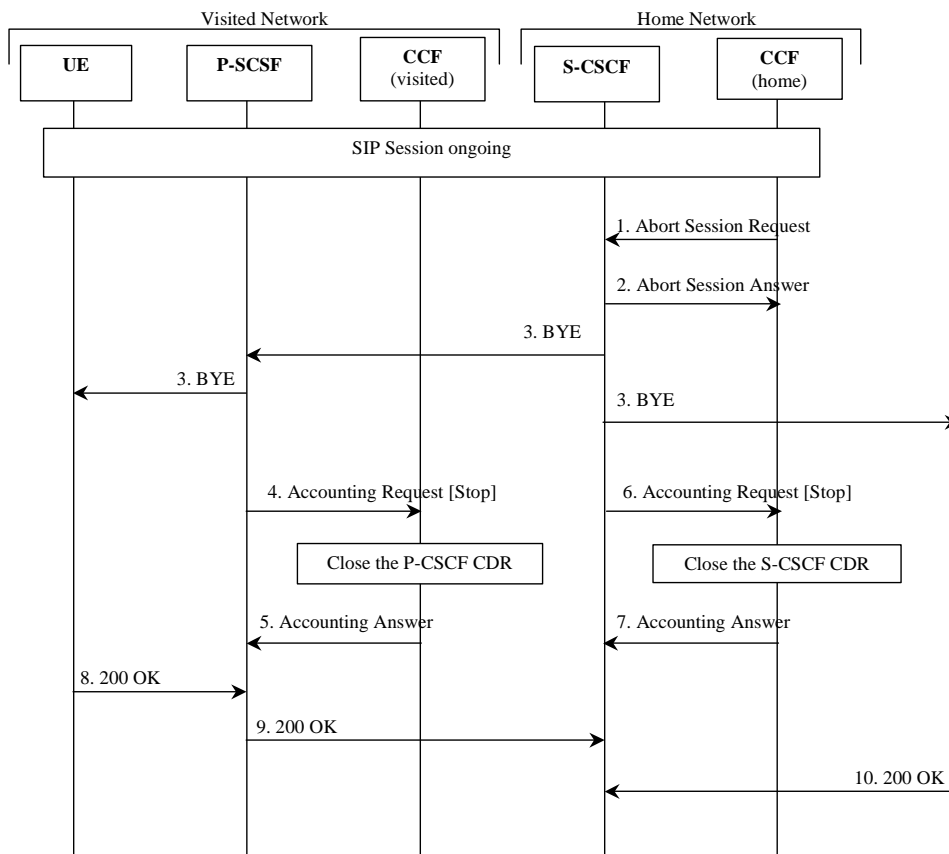 Visited Network
Home Network
UE
P-SCSF
CCF
(visited)
S-CSCF
CCF
(home)
SIP Session ongoing
1. Abort Session Request
2. Abort Session Answer
3. BYE
3. BYE
3. BYE
4. Accounting Request [Stop]
6. Accounting Request [Stop]
Close the P-CSCF CDR
Close the S-CSCF CDR
5. Accounting Answer
7. Accounting Answer
8. 200 OK
9. 200 OK
10. 200 OK